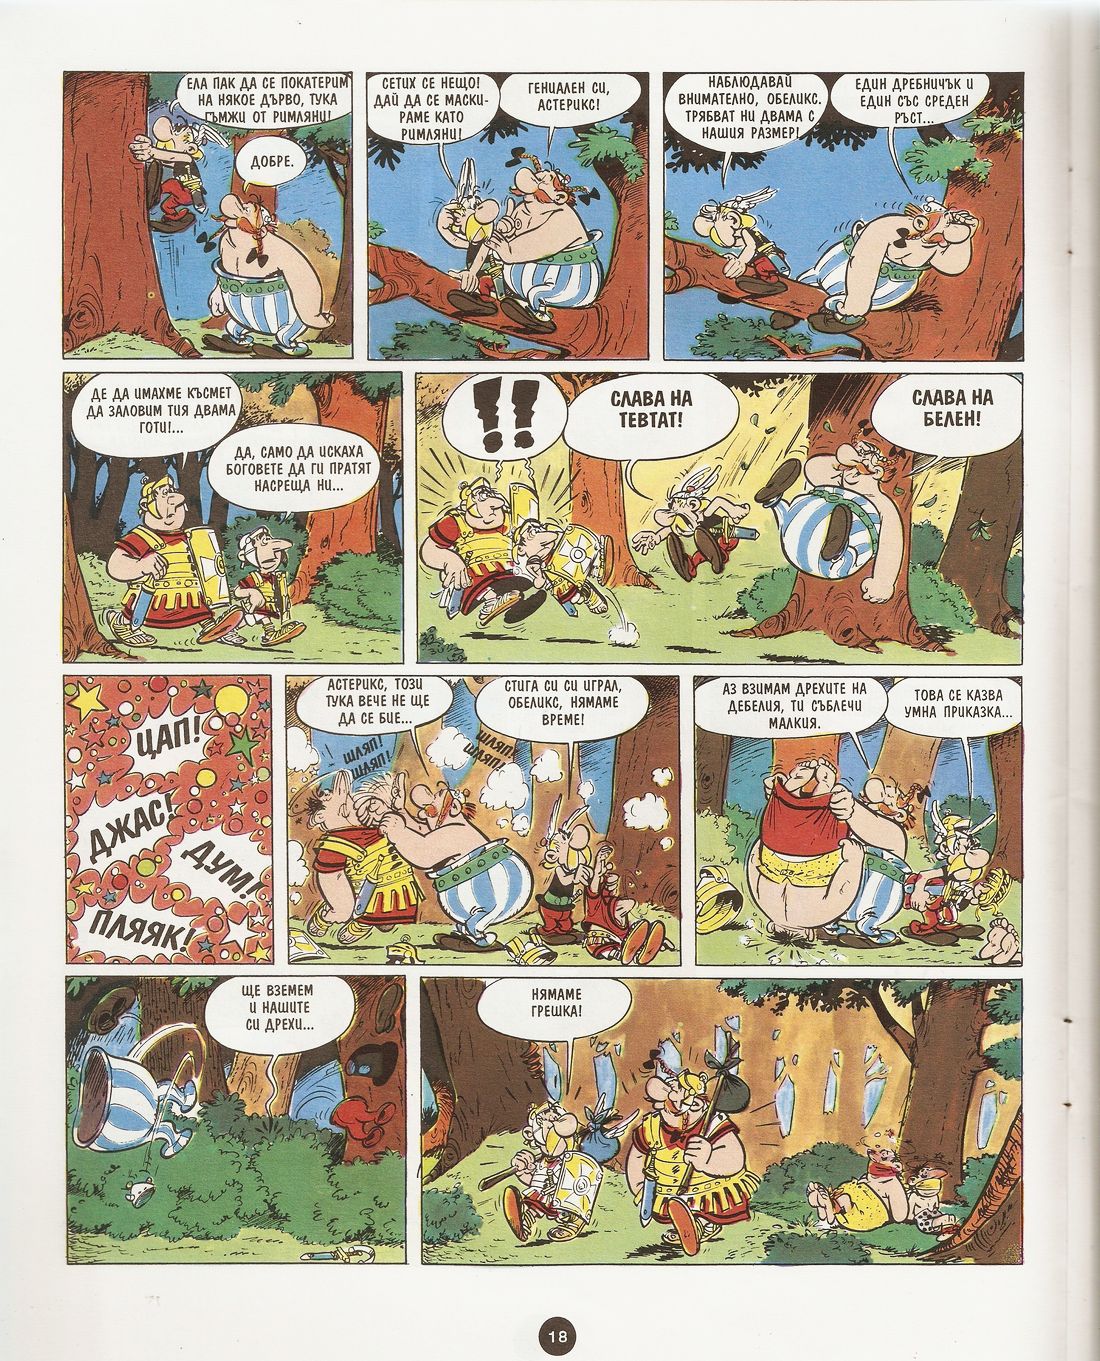 ЕЛА ПАК ДА СЕ ПОКАТЕРИМ
НА НЯКОЕ ДЪРВО, ТУКА
ГЪМЖИ ОТ РИМЛЯНИ!
ДОБРЕ.
СЕТИХ СЕ НЕЩО!
ДАЙ ДА СЕ МАСКИ-
РАМЕ КАТО
РИМЛЯНИ!
ГЕНИАЛЕН СИ,
АСТЕРИКС!
НАБЛЮДАВАЙ
ВНИМАТЕЛНО, ОБЕЛИКС.
ТРЯБВАТ НИ ДВАМА С
НАШИЯ РАЗМЕР!
ЕДИН ДРЕБНИЧЪК И
ЕДИН СЪС СРЕДЕН
РЪСТ...
ДЕ ДА ИМАХМЕ КЪСМЕТ
ДА ЗАЛОВИМ ТИЯ ДВАМА
ГОТИ!...
ДА, САМО ДА ИСКАХА
БОГОВЕТЕ ДА ГИ ПРАТЯТ
НАСРЕЩА НИ...
!!
СЛАВА НА
ТЕВТАТ!
СЛАВА НА
БЕЛЕН!
ЦАП!
ДЖАС!
ДУМ!
ПЛЯЯК!
АСТЕРИКС, ТОЗИ
ТУКА ВЕЧЕ НЕ ЩЕ
ДА СЕ БИЕ...
СТИГА СИ СИ ИГРАЛ,
ОБЕЛИКС, НЯМАМЕ
ВРЕМЕ!
ШЛЯП!
ШЛЯП!
ШЛЯП!
ШЛЯП!
АЗ ВЗИМАМ ДРЕХИТЕ НА
ДЕБЕЛИЯ, ТИ СЪБЛЕЧИ
МАЛКИЯ.
ТОВА СЕ КАЗВА
УМНА ПРИКАЗКА...
ЩЕ ВЗЕМЕМ
И НАШИТЕ
СИ ДРЕХИ...
НЯМАМЕ
ГРЕШКА!
18